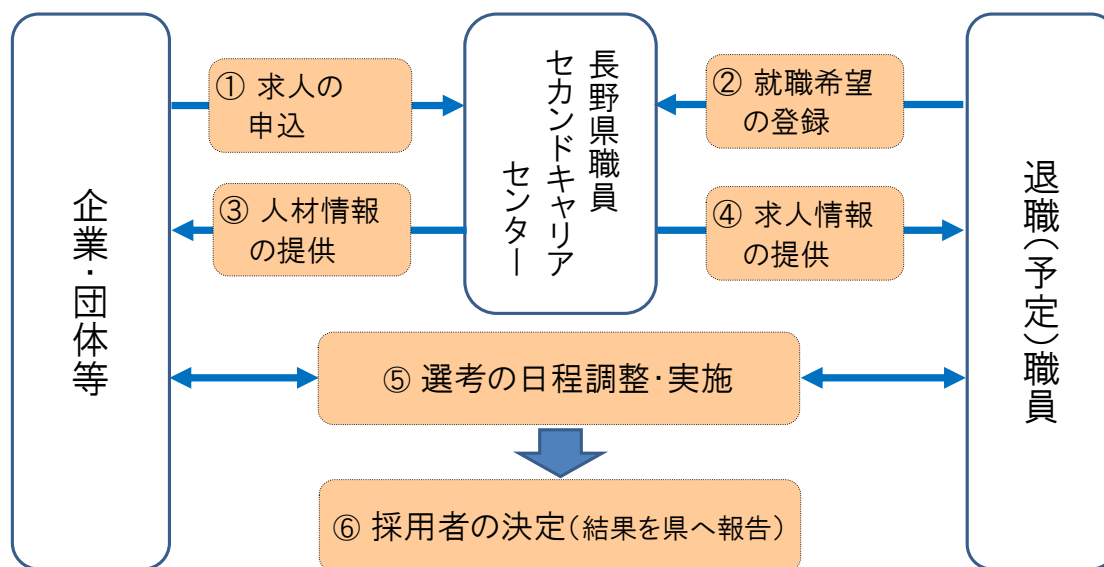 企業・団体等
① 求人の
申込
長野県職員
セカンドキャリア
センター
② 就職希望
の登録
③ 人材情報
の提供
④ 求人情報
の提供
退職(予定)職員
⑤ 選考の日程調整・実施
⑥ 採用者の決定(結果を県へ報告)